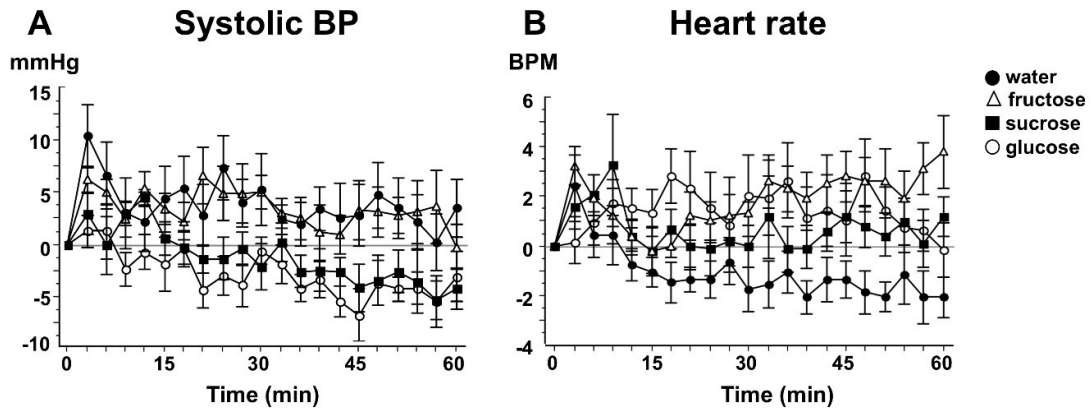 A Systolic BP
mmHg
15
10
5
0
-5
-10
0 15 30 45 60
Time (min)
B Heart rate
BPM
6
4
2
0
-2
-4
0 15 30 45 60
Time (min)
water
fructose
sucrose
glucose